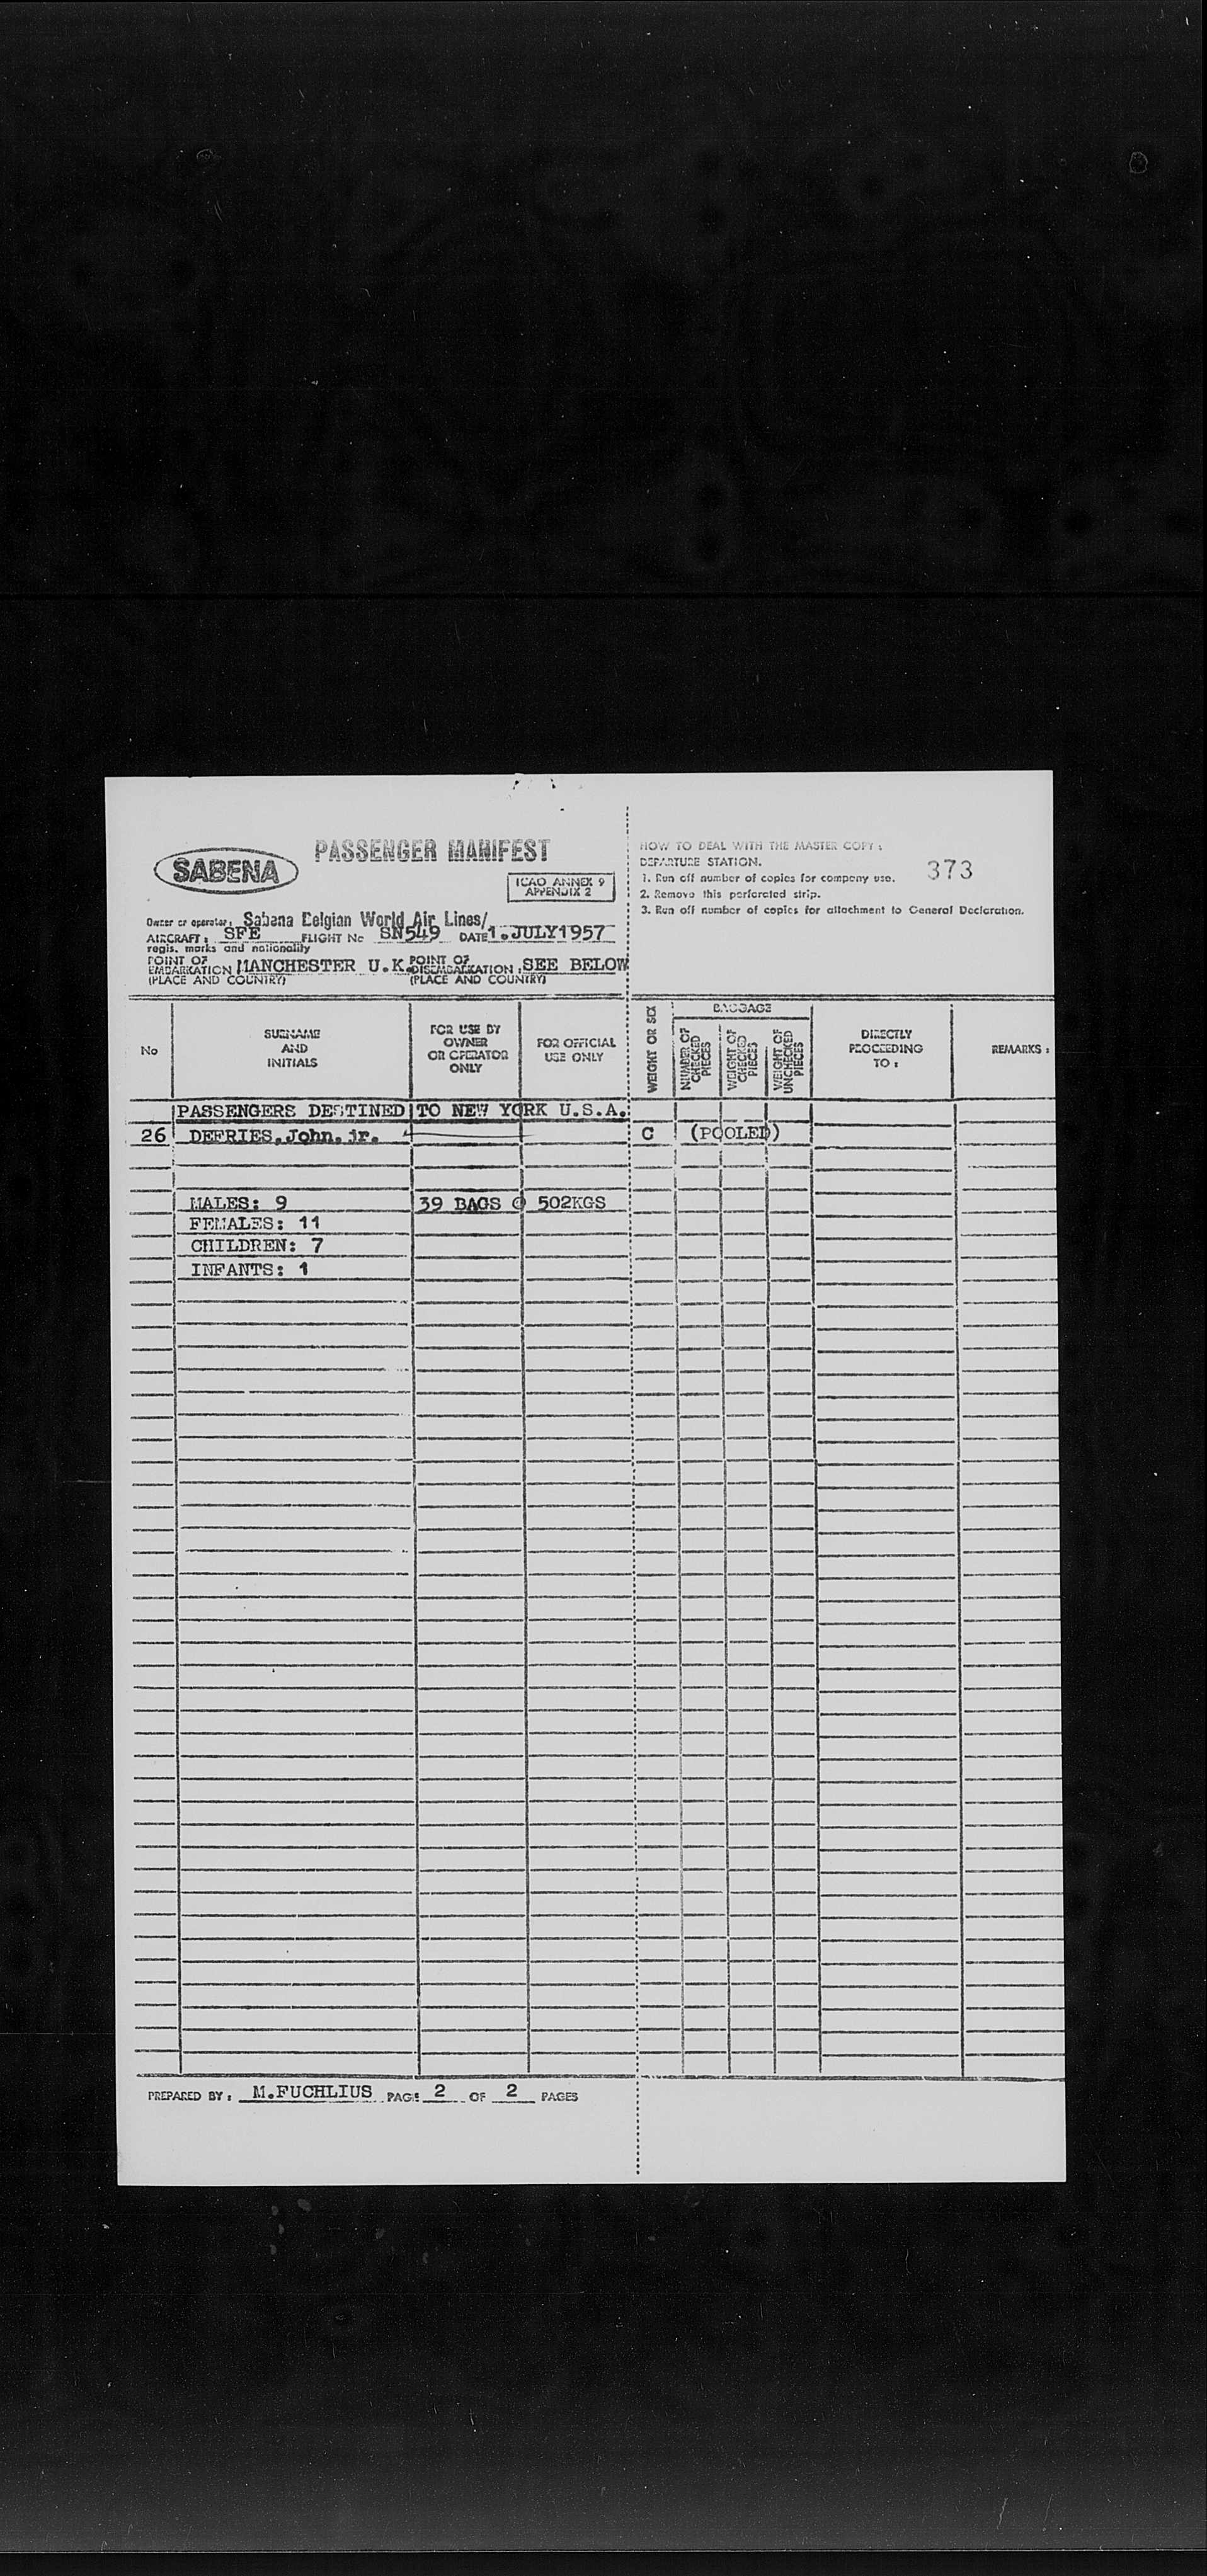 SABENA
PASSENGER MANIFEST
ICAO ANNEX 9
APPENDIX 2
Owner or operator: Sabena Belgian World Air Lines/
AIRCRAFT: SFE FLIGHT No SN549 DATE 1.JULY1957
regis. marks and nationality
POINT OF EMBARKATION MANCHESTER U.K. POINT OF DISEMBARKATION: SEE BELOW
(PLACE AND COUNTRY) (PLACE AND COUNTRY)
HOW TO DEAL WITH THE MASTER COPY:
DEPARTURE STATION.
373
1. Run off number of copies for company use.
2. Remove this perforated strip.
3. Run off number of copies for attachment to General Declaration.
No
SURNAME
AND
INITIALS
FOR USE BY
OWNER
OR OPERATOR
ONLY
FOR OFFICIAL
USE ONLY
WEIGHT OR SEX
BAGGAGE
NUMBER OF
CHECKED
PIECES
WEIGHT OF
CHECKED
PIECES
WEIGHT OF
UNCHECKED
PIECES
DIRECTLY
PROCEEDING
TO :
REMARKS :
PASSENGERS DESTINED TO NEW YORK U.S.A.
26 DEFRIES.John.jr. C (POOLED)
MALES: 9 39 BAGS @ 502KGS
FEMALES: 11
CHILDREN: 7
INFANTS: 1
PREPARED BY: M.FUCHLIUS PAGE 2 OF 2 PAGES